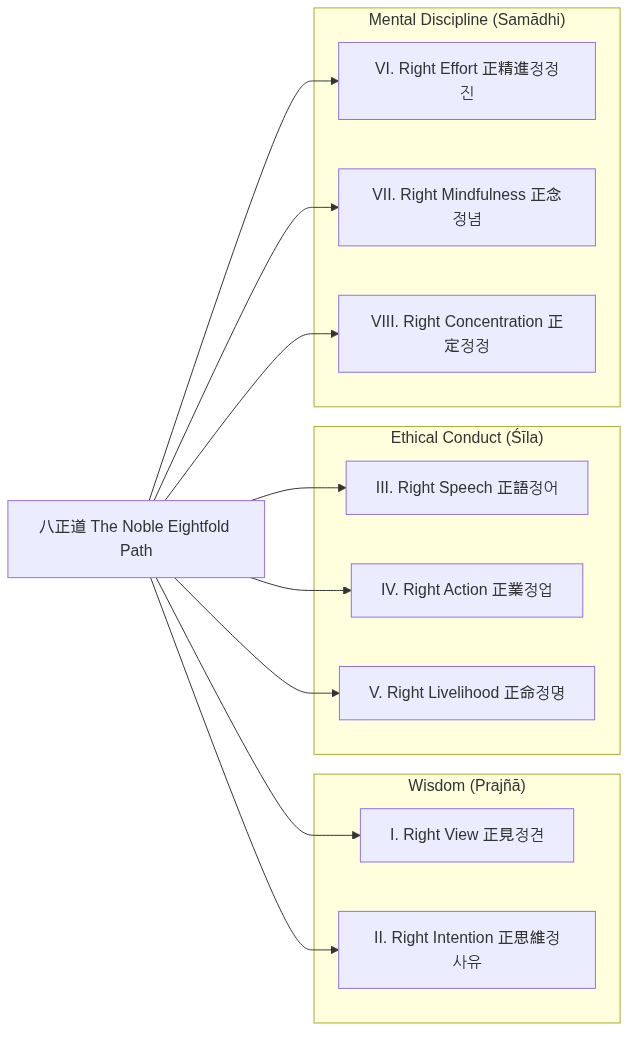 Mental Discipline (Samādhi)
VI. Right Effort 正精進정정
진
VII. Right Mindfulness 正念
정념
VIII. Right Concentration 正
定정정
Ethical Conduct (Śīla)
III. Right Speech 正語정어
八正道 The Noble Eightfold
Path
IV. Right Action 正業정업
V. Right Livelihood 正命정명
Wisdom (Prajñā)
I. Right View 正見정견
II. Right Intention 正思維정
사유